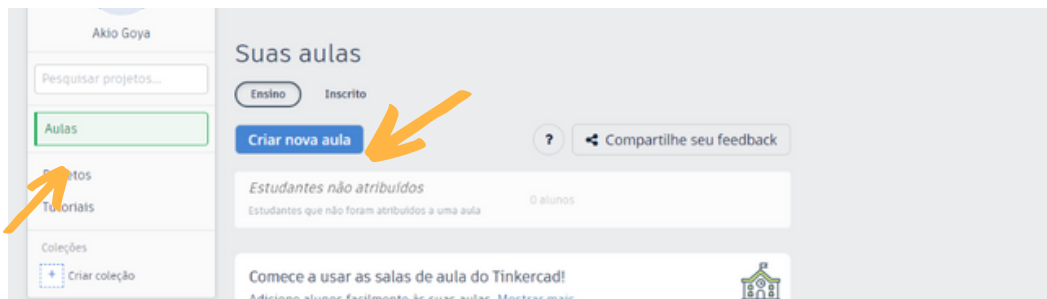 Akio Goya
Pesquisar projetos...
Aulas
Projetos
Tutoriais
Coleções
+ Criar coleção
Suas aulas
Ensino Inscrito
Criar nova aula ? Compartilhe seu feedback
Estudantes não atribuídos
Estudantes que não foram atribuídos a uma aula
0 alunos
Comece a usar as salas de aula do Tinkercad!
Adicione alunos facilmente às suas aulas. Mostrar mais